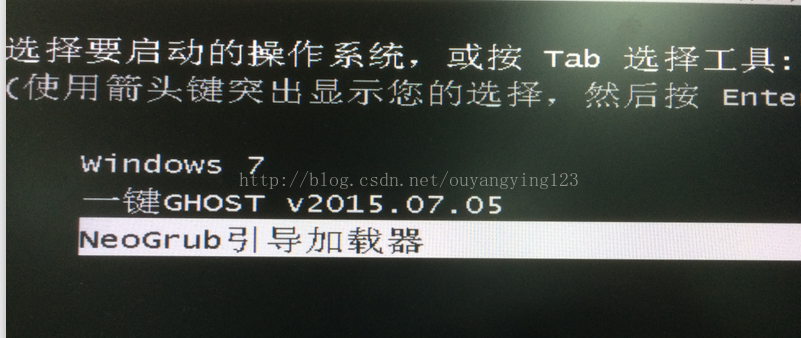 选择要启动的操作系统，或按 Tab 选择工具:
(使用箭头键突出显示您的选择，然后按 Ente
Windows 7
http://blog.csdn.net/ouyangying123
一键GHOST v2015.07.05
NeoGrub引导加载器